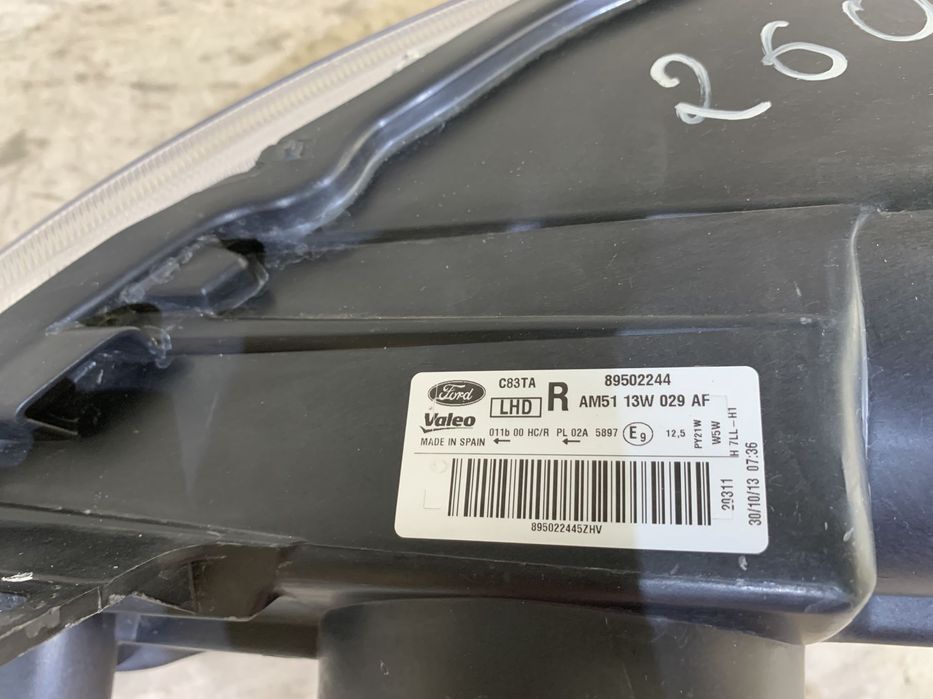 260
Ford C83TA 89502244
LHD R AM51 13W 029 AF
Valeo
MADE IN SPAIN 011b 00 HC/R PL 02A 5897 E9 12,5
PY21W
W5W
H 7LL-H1
895022445ZHV
20311
30/10/13 07:36